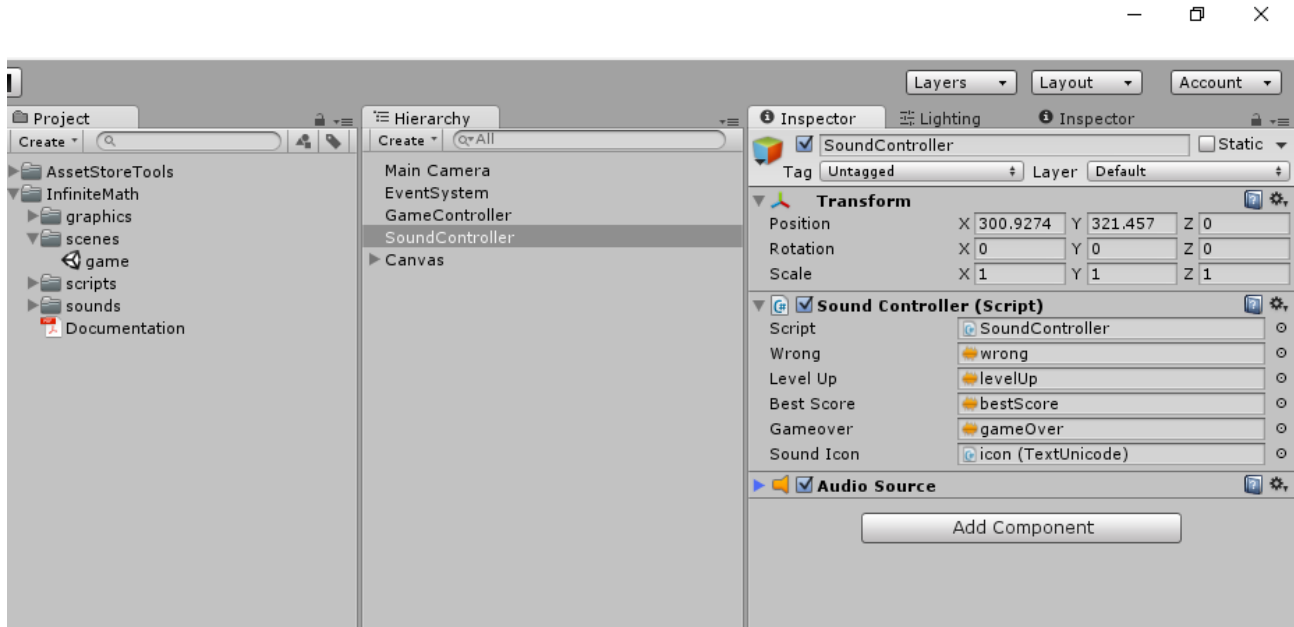 Layers Layout Account
Project Hierarchy Inspector Lighting Inspector
Create Create All SoundController Static
Tag Untagged Layer Default
AssetStoreTools
InfiniteMath
graphics
scenes
game
scripts
sounds
Documentation
Main Camera
EventSystem
GameController
SoundController
Canvas
Transform
Position X 300.9274 Y 321.457 Z 0
Rotation X 0 Y 0 Z 0
Scale X 1 Y 1 Z 1
Sound Controller (Script)
Script SoundController
Wrong wrong
Level Up levelUp
Best Score bestScore
Gameover gameOver
Sound Icon icon (TextUnicode)
Audio Source
Add Component